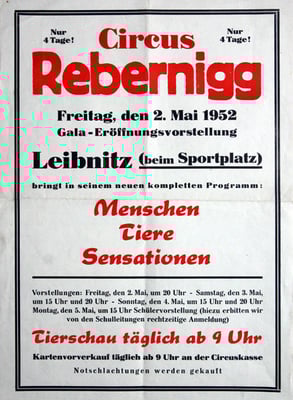 Nur
4 Tage!
Circus
Nur
4 Tage!
Rebernigg
Freitag, den 2. Mai 1952
Gala-Eröffnungsvorstellung
Leibnitz (beim Sportplatz)
bringt in seinem neuen kompletten Programm:
Menschen
Tiere
Sensationen
Vorstellungen: Freitag, den 2. Mai, um 20 Uhr - Samstag, den 3. Mai,
um 15 Uhr und 20 Uhr - Sonntag, den 4. Mai, um 15 Uhr und 20 Uhr
Montag, den 5. Mai, um 15 Uhr Schülervorstellung (hiezu erbitten wir
von den Schulleitungen rechtzeitige Anmeldung)
Tierschau täglich ab 9 Uhr
Kartenvorverkauf täglich ab 9 Uhr an der Circuskasse
Notschlachtungen werden gekauft